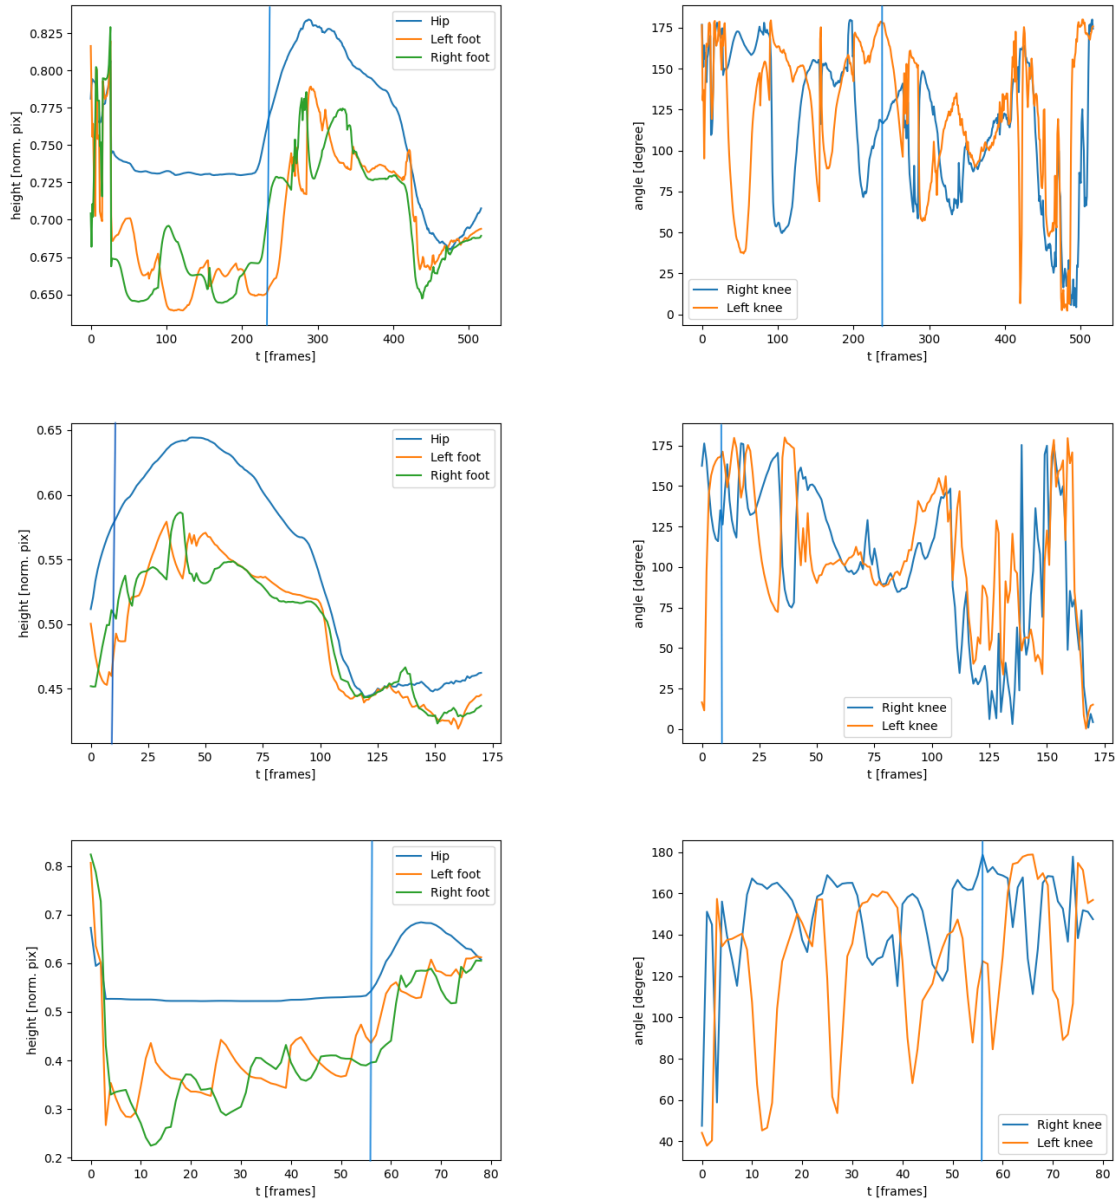 height [norm. pix]
0.825
0.800
0.775
0.750
0.725
0.700
0.675
0.650
Hip
Left foot
Right foot
0 100 200 300 400 500
t [frames]
angle [degree]
175
150
125
100
75
50
25
0
Right knee
Left knee
0 100 200 300 400 500
t [frames]
height [norm. pix]
0.65
0.60
0.55
0.50
0.45
Hip
Left foot
Right foot
0 25 50 75 100 125 150 175
t [frames]
angle [degree]
175
150
125
100
75
50
25
0
Right knee
Left knee
0 25 50 75 100 125 150 175
t [frames]
height [norm. pix]
0.8
0.7
0.6
0.5
0.4
0.3
0.2
Hip
Left foot
Right foot
0 10 20 30 40 50 60 70 80
t [frames]
angle [degree]
180
160
140
120
100
80
60
40
Right knee
Left knee
0 10 20 30 40 50 60 70 80
t [frames]